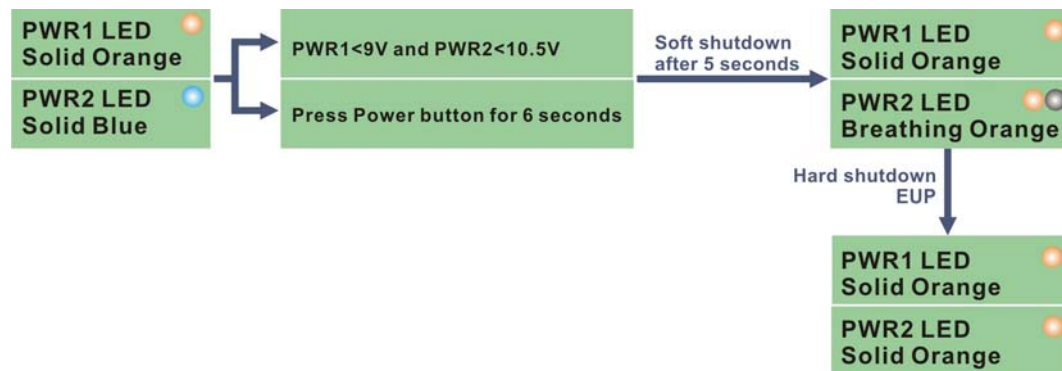 PWR1 LED
Solid Orange
PWR2 LED
Solid Blue
PWR1<9V and PWR2<10.5V
Press Power button for 6 seconds
Soft shutdown
after 5 seconds
PWR1 LED
Solid Orange
PWR2 LED
Breathing Orange
Hard shutdown
EUP
PWR1 LED
Solid Orange
PWR2 LED
Solid Orange